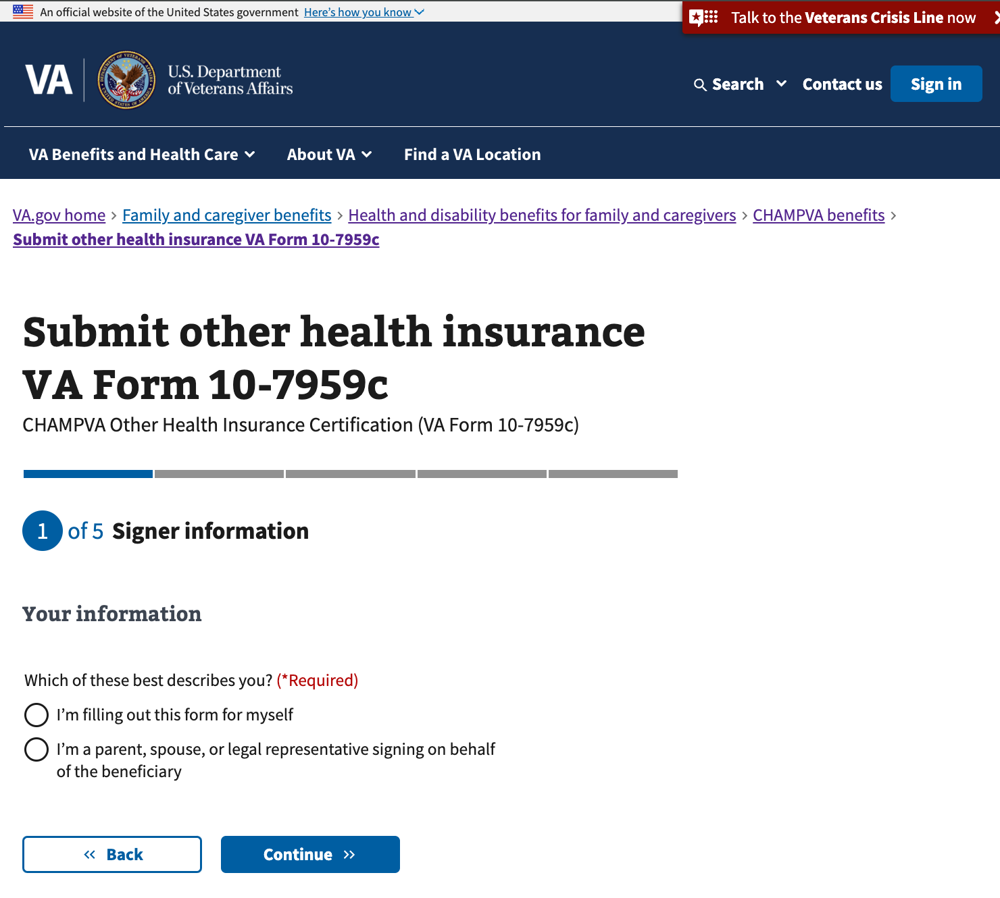 An official website of the United States government Here’s how you know
Talk to the Veterans Crisis Line now
VA
U.S. Department
of Veterans Affairs
Search
Contact us
Sign in
VA Benefits and Health Care
About VA
Find a VA Location
VA.gov home › Family and caregiver benefits › Health and disability benefits for family and caregivers › CHAMPVA benefits ›
Submit other health insurance VA Form 10-7959c
Submit other health insurance
VA Form 10-7959c
CHAMPVA Other Health Insurance Certification (VA Form 10-7959c)
1 of 5 Signer information
Your information
Which of these best describes you? (*Required)
I’m filling out this form for myself
I’m a parent, spouse, or legal representative signing on behalf
of the beneficiary
Back
Continue